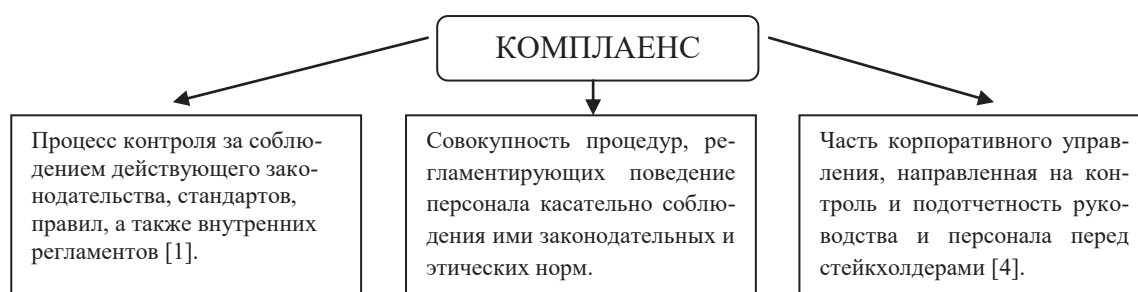 КОМПЛАЕНС
Процесс контроля за соблю-
дением действующего зако-
нодательства, стандартов,
правил, а также внутренних
регламентов [1].
Совокупность процедур, ре-
гламентирующих поведение
персонала касательно соблю-
дения ими законодательных и
этических норм.
Часть корпоративного управ-
ления, направленная на кон-
троль и подотчетность руко-
водства и персонала перед
стейкхолдерами [4].